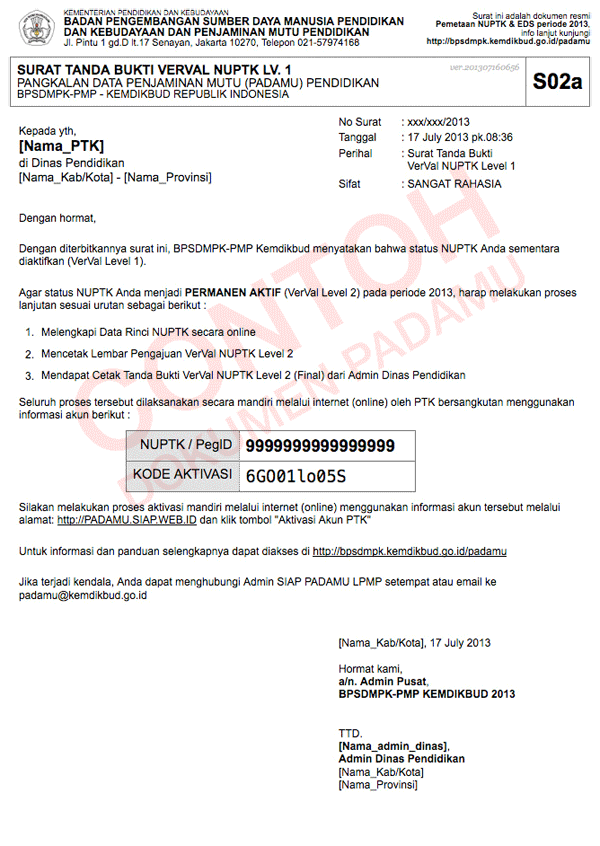 KEMENTERIAN PENDIDIKAN DAN KEBUDAYAAN
BADAN PENGEMBANGAN SUMBER DAYA MANUSIA PENDIDIKAN
DAN KEBUDAYAAN DAN PENJAMINAN MUTU PENDIDIKAN
Jl. Pintu 1 gd.D lt.17 Senayan, Jakarta 10270, Telepon 021-57974168
Surat ini adalah dokumen resmi
Pemetaan NUPTK & EDS periode 2013,
info lanjut kunjungi
http://bpsdmpk.kemdikbud.go.id/padamu
SURAT TANDA BUKTI VERVAL NUPTK LV. 1
PANGKALAN DATA PENJAMINAN MUTU (PADAMU) PENDIDIKAN
BPSDMPK-PMP - KEMDIKBUD REPUBLIK INDONESIA
ver.201307160656
S02a
Kepada yth,
[Nama_PTK]
di Dinas Pendidikan
[Nama_Kab/Kota] - [Nama_Provinsi]
No Surat : xxx/xxx/2013
Tanggal : 17 July 2013 pk.08:36
Perihal : Surat Tanda Bukti
VerVal NUPTK Level 1
Sifat : SANGAT RAHASIA
Dengan hormat,
Dengan diterbitkannya surat ini, BPSDMPK-PMP Kemdikbud menyatakan bahwa status NUPTK Anda sementara
diaktifkan (VerVal Level 1).
Agar status NUPTK Anda menjadi PERMANEN AKTIF (VerVal Level 2) pada periode 2013, harap melakukan proses
lanjutan sesuai urutan sebagai berikut :
1. Melengkapi Data Rinci NUPTK secara online
2. Mencetak Lembar Pengajuan VerVal NUPTK Level 2
3. Mendapat Cetak Tanda Bukti VerVal NUPTK Level 2 (Final) dari Admin Dinas Pendidikan
Seluruh proses tersebut dilaksanakan secara mandiri melalui internet (online) oleh PTK bersangkutan menggunakan
informasi akun berikut :
NUPTK / PegID 9999999999999999
KODE AKTIVASI 6GO01lo05S
Silakan melakukan proses aktivasi mandiri melalui internet (online) menggunakan informasi akun tersebut melalui
alamat: http://PADAMU.SIAP.WEB.ID dan klik tombol "Aktivasi Akun PTK"
Untuk informasi dan panduan selengkapnya dapat diakses di http://bpsdmpk.kemdikbud.go.id/padamu
Jika terjadi kendala, Anda dapat menghubungi Admin SIAP PADAMU LPMP setempat atau email ke
padamu@kemdikbud.go.id
[Nama_Kab/Kota], 17 July 2013
Hormat kami,
a/n. Admin Pusat,
BPSDMPK-PMP KEMDIKBUD 2013
TTD.
[Nama_admin_dinas],
Admin Dinas Pendidikan
[Nama_Kab/Kota]
[Nama_Provinsi]
CONTOH
DOKUMEN PADAMU